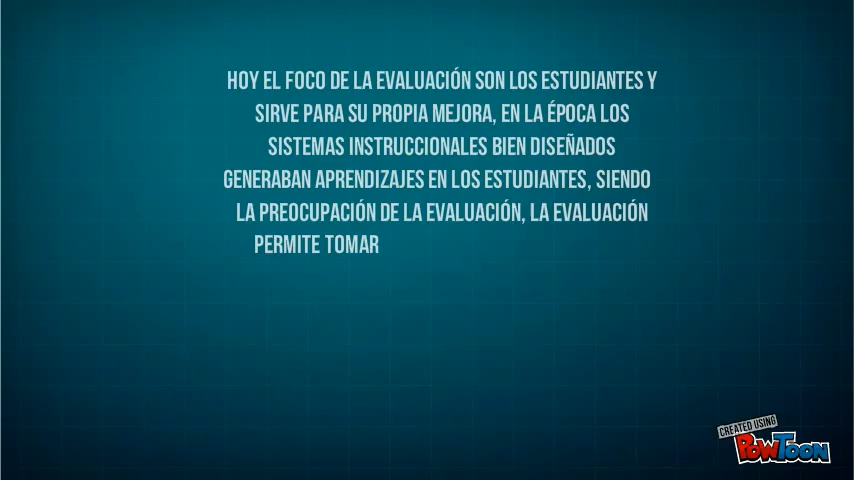 HOY EL FOCO DE LA EVALUACIÓN SON LOS ESTUDIANTES Y
SIRVE PARA SU PROPIA MEJORA, EN LA ÉPOCA LOS
SISTEMAS INSTRUCCIONALES BIEN DISEÑADOS
GENERABAN APRENDIZAJES EN LOS ESTUDIANTES, SIENDO
LA PREOCUPACIÓN DE LA EVALUACIÓN, LA EVALUACIÓN
PERMITE TOMAR
CREATED USING
POWTOON